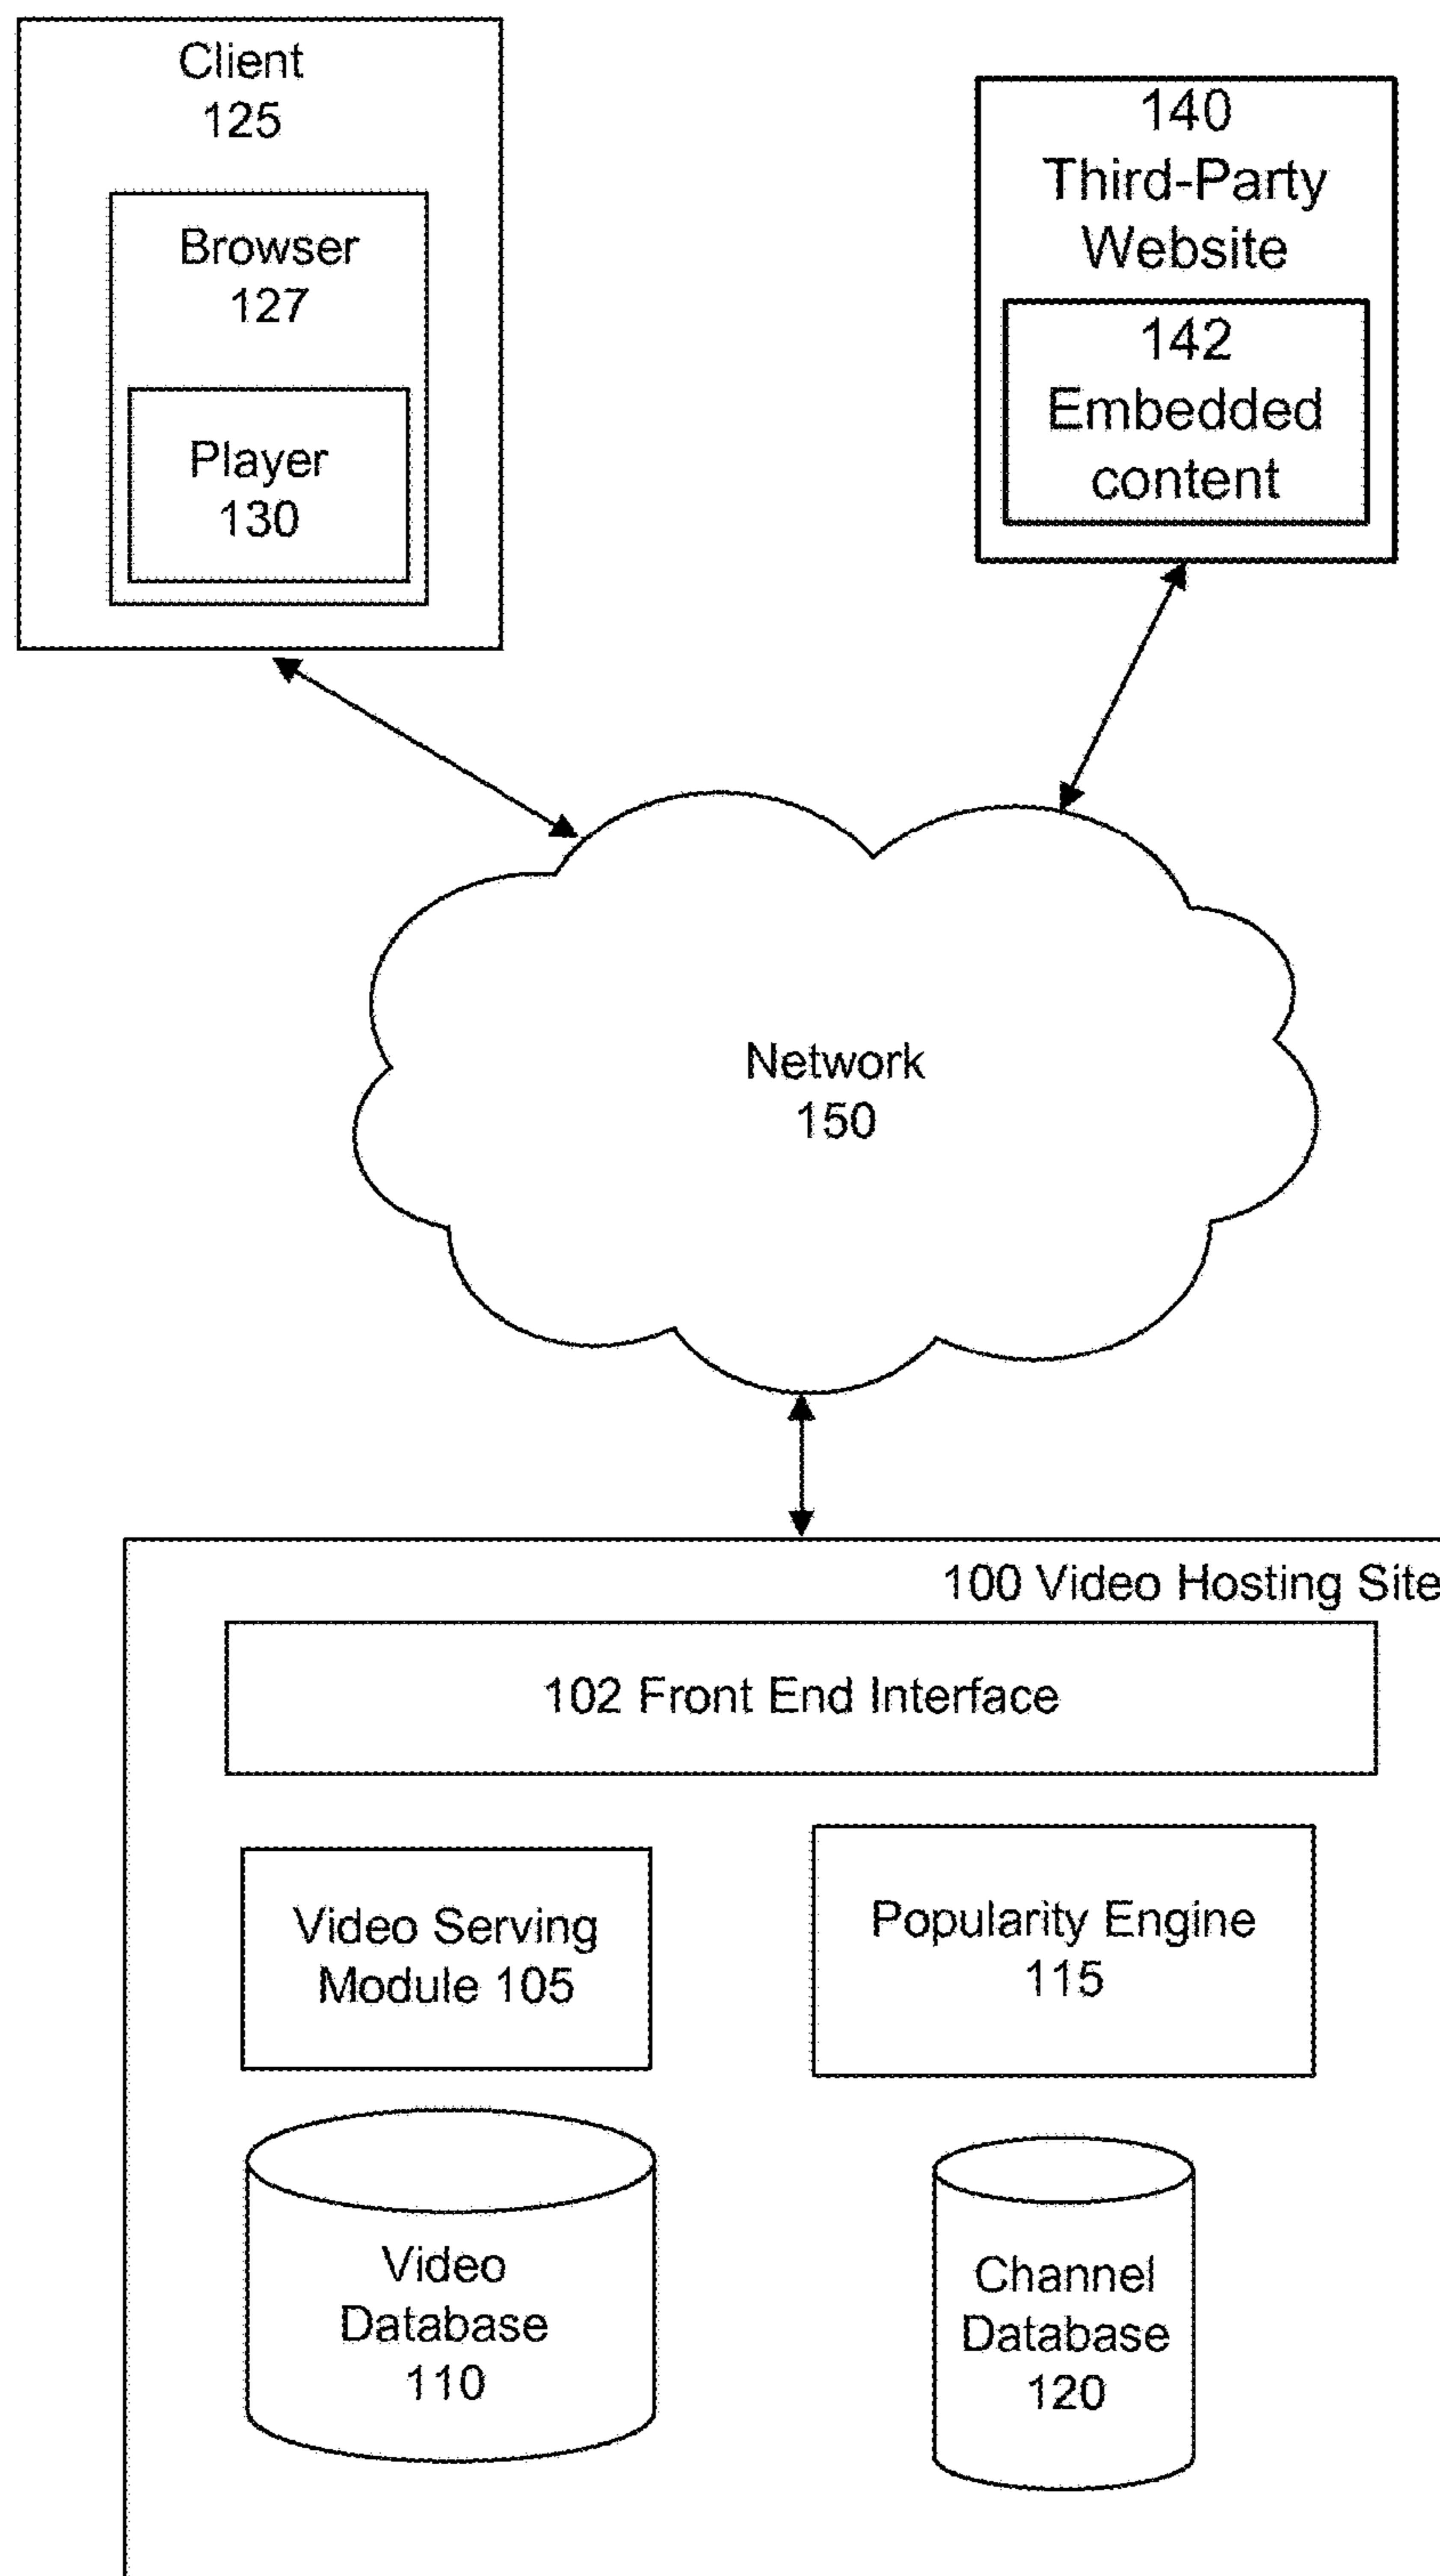 Client
125
Browser
127
Player
130
140
Third-Party
Website
142
Embedded
content
Network
150
100 Video Hosting Site
102 Front End Interface
Video Serving
Module 105
Popularity Engine
115
Video
Database
110
Channel
Database
120